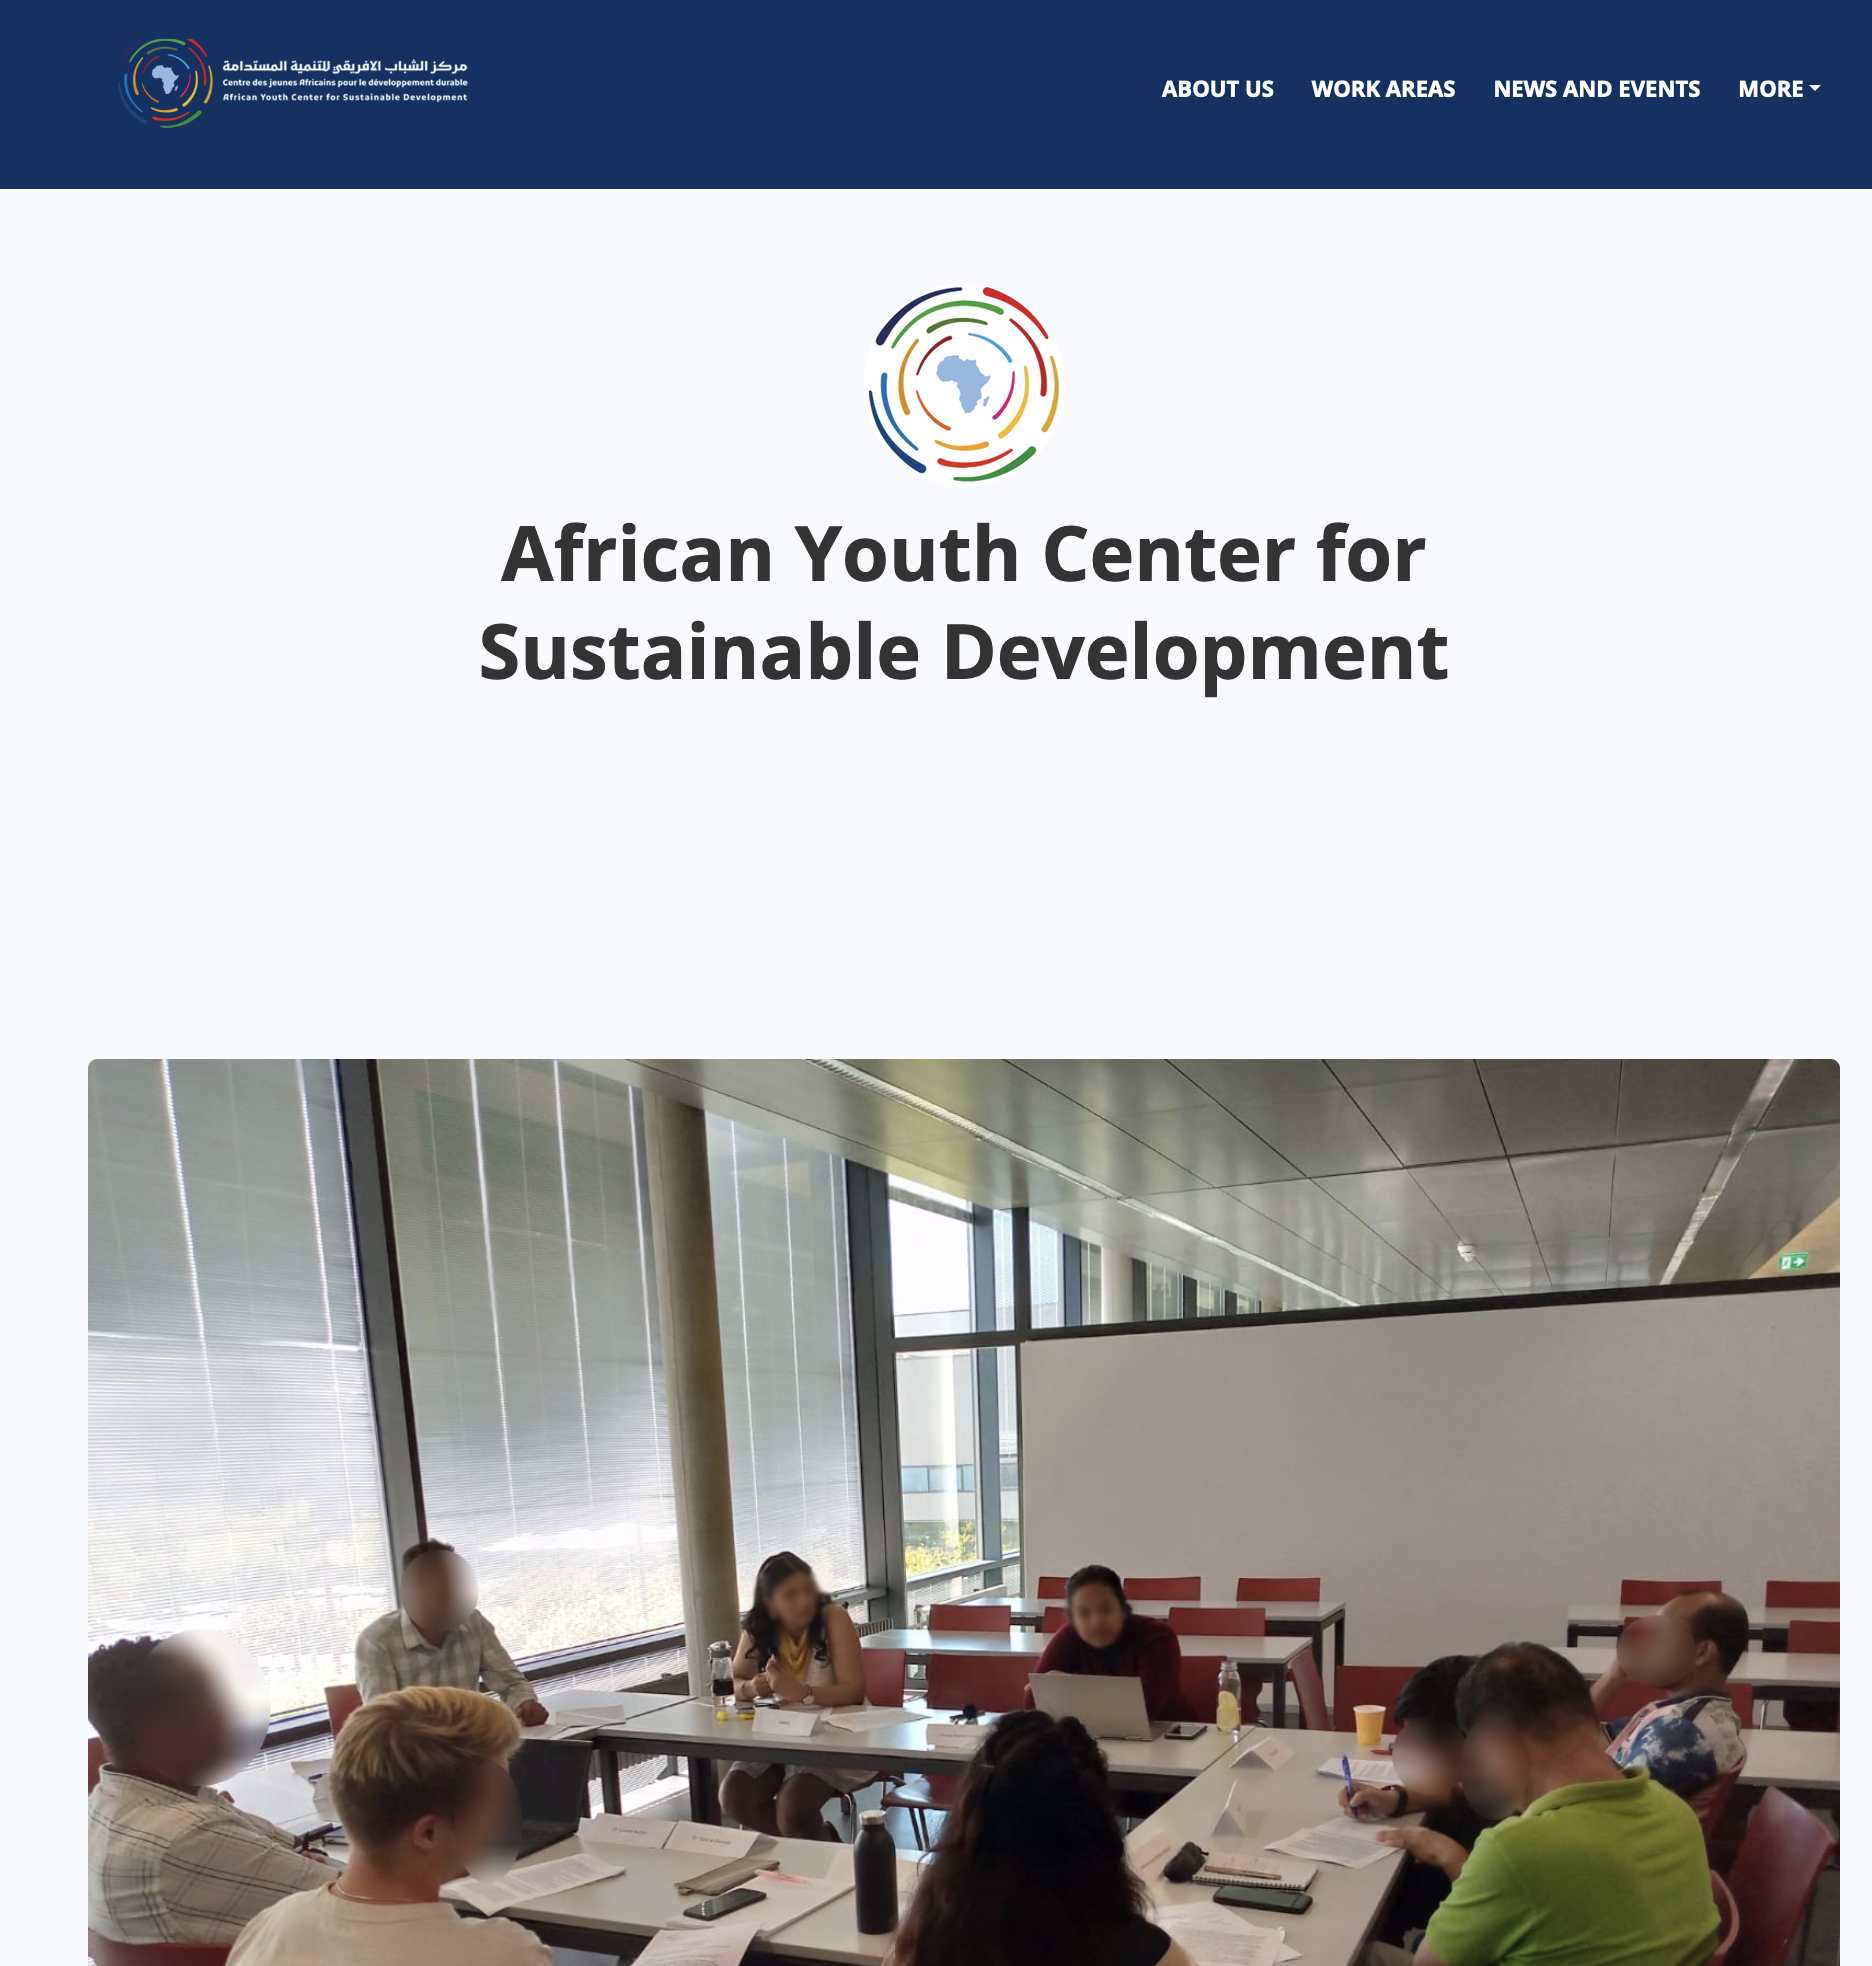 مركز الشباب الافريقي للتنمية المستدامة
Centre des jeunes Africains pour le développement durable
African Youth Center for Sustainable Development
ABOUT US
WORK AREAS
NEWS AND EVENTS
MORE
African Youth Center for
Sustainable Development